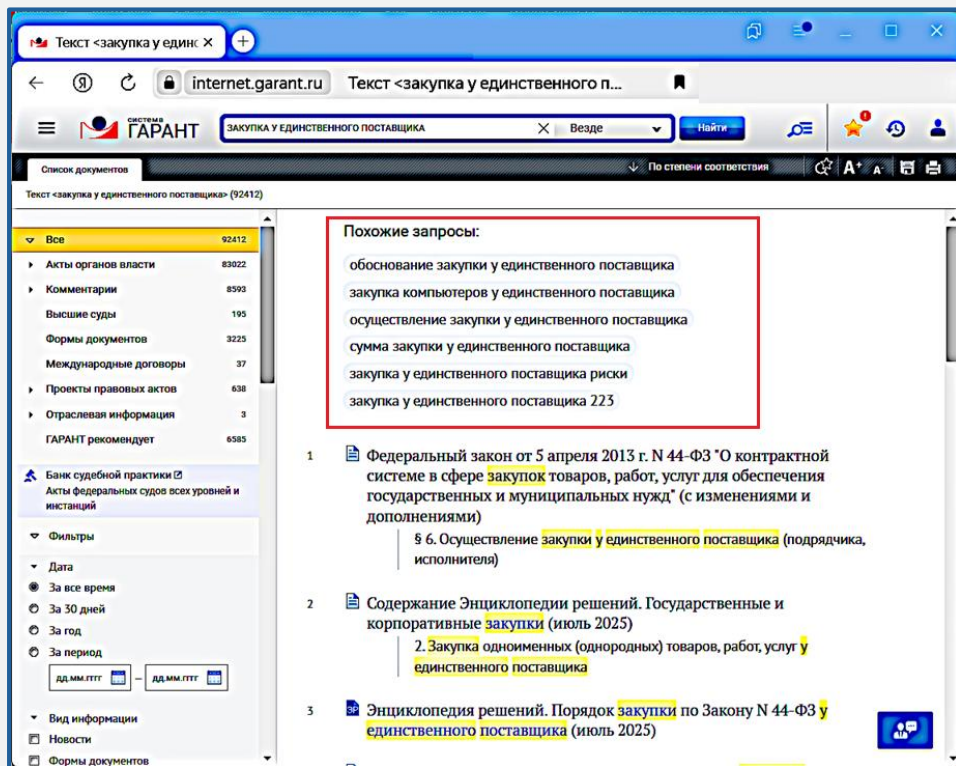 Текст <закупка у единс
internet.garant.ru Текст <закупка у единственного п...
система ГАРАНТ
ЗАКУПКА У ЕДИНСТВЕННОГО ПОСТАВЩИКА Везде Найти
Список документов
По степени соответствия A+ A-
Текст <закупка у единственного поставщика> (92412)
Все 92412
Акты органов власти 83022
Комментарии 8593
Высшие суды 195
Формы документов 3225
Международные договоры 37
Проекты правовых актов 638
Отраслевая информация 3
ГАРАНТ рекомендует 6585
Банк судебной практики
Акты федеральных судов всех уровней и
инстанций
Фильтры
Дата
За все время
За 30 дней
За год
За период
дд.мм.гггг – дд.мм.гггг
Вид информации
Новости
Формы документов
Похожие запросы:
обоснование закупки у единственного поставщика
закупка компьютеров у единственного поставщика
осуществление закупки у единственного поставщика
сумма закупки у единственного поставщика
закупка у единственного поставщика риски
закупка у единственного поставщика 223
1 Федеральный закон от 5 апреля 2013 г. N 44-ФЗ "О контрактной
системе в сфере закупок товаров, работ, услуг для обеспечения
государственных и муниципальных нужд" (с изменениями и
дополнениями)
§ 6. Осуществление закупки у единственного поставщика (подрядчика,
исполнителя)
2 Содержание Энциклопедии решений. Государственные и
корпоративные закупки (июль 2025)
2. Закупка одноименных (однородных) товаров, работ, услуг у
единственного поставщика
3 Энциклопедия решений. Порядок закупки по Закону N 44-ФЗ у
единственного поставщика (июль 2025)